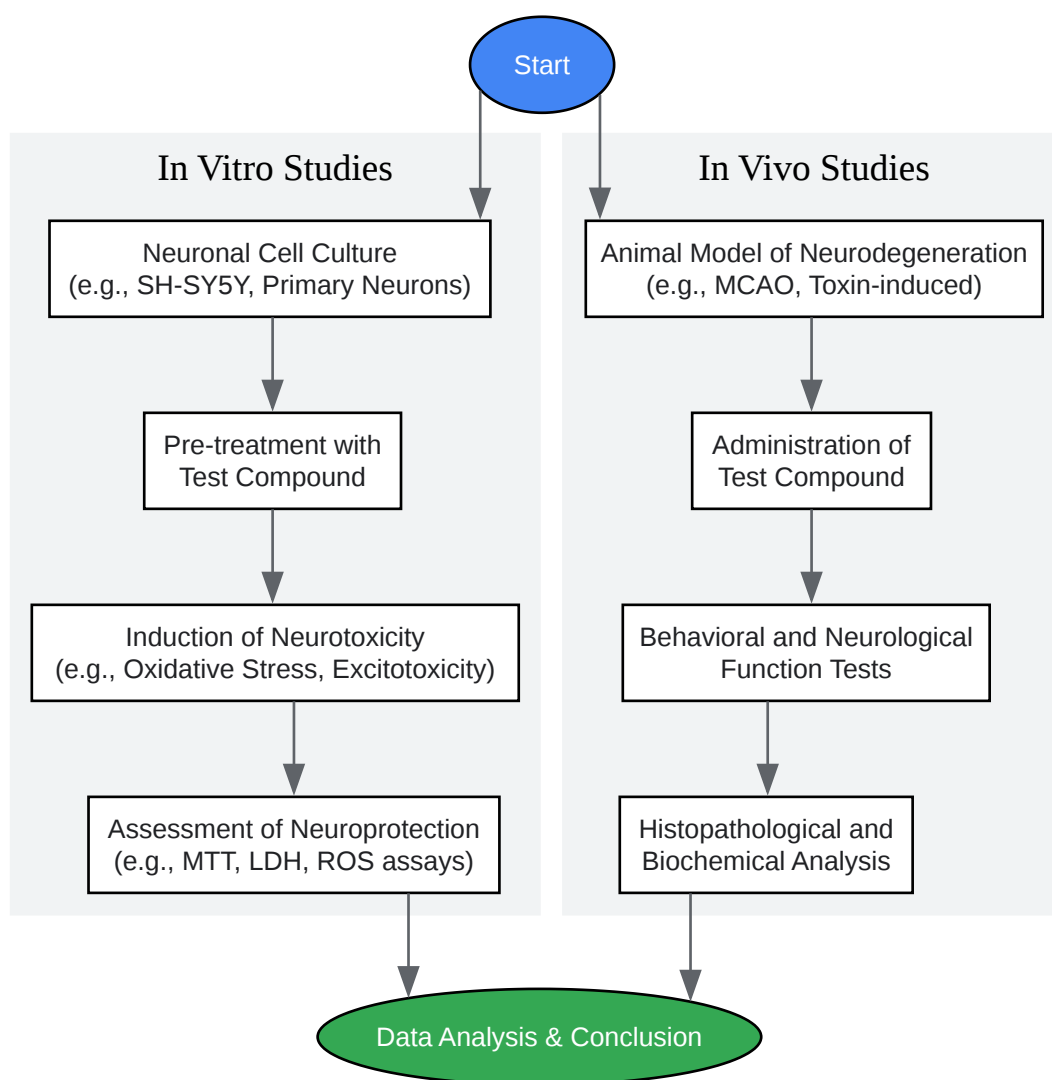 Start
In Vitro Studies
Neuronal Cell Culture
(e.g., SH-SY5Y, Primary Neurons)
Pre-treatment with
Test Compound
Induction of Neurotoxicity
(e.g., Oxidative Stress, Excitotoxicity)
Assessment of Neuroprotection
(e.g., MTT, LDH, ROS assays)
In Vivo Studies
Animal Model of Neurodegeneration
(e.g., MCAO, Toxin-induced)
Administration of
Test Compound
Behavioral and Neurological
Function Tests
Histopathological and
Biochemical Analysis
Data Analysis & Conclusion